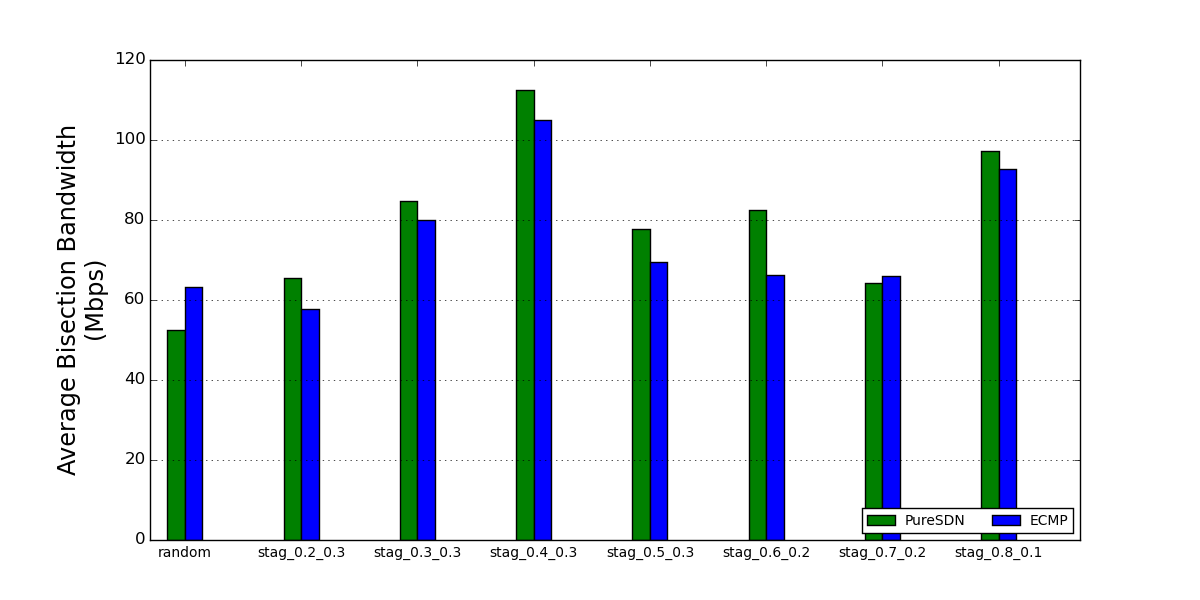 Average Bisection Bandwidth
(Mbps)
120
100
80
60
40
20
0
random stag_0.2_0.3 stag_0.3_0.3 stag_0.4_0.3 stag_0.5_0.3 stag_0.6_0.2 stag_0.7_0.2 stag_0.8_0.1
PureSDN ECMP